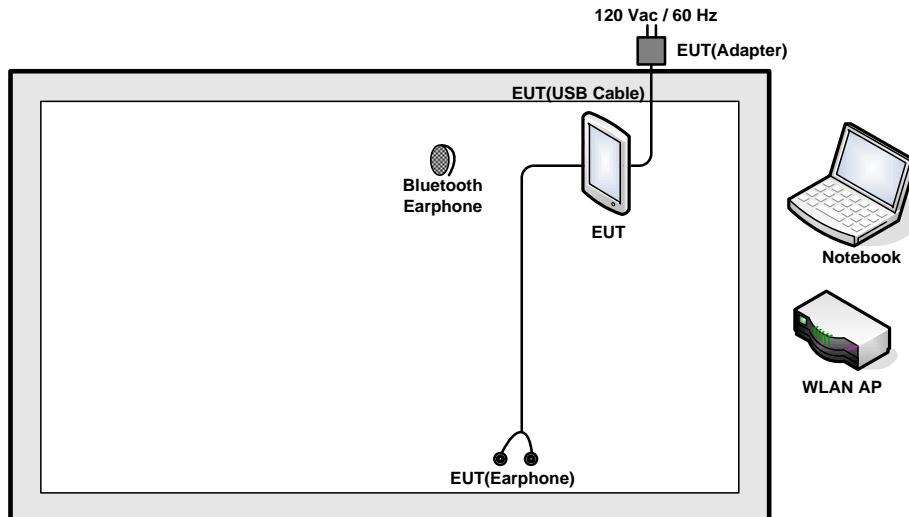 120 Vac / 60 Hz
EUT(Adapter)
EUT(USB Cable)
Bluetooth
Earphone
EUT
Notebook
WLAN AP
EUT(Earphone)